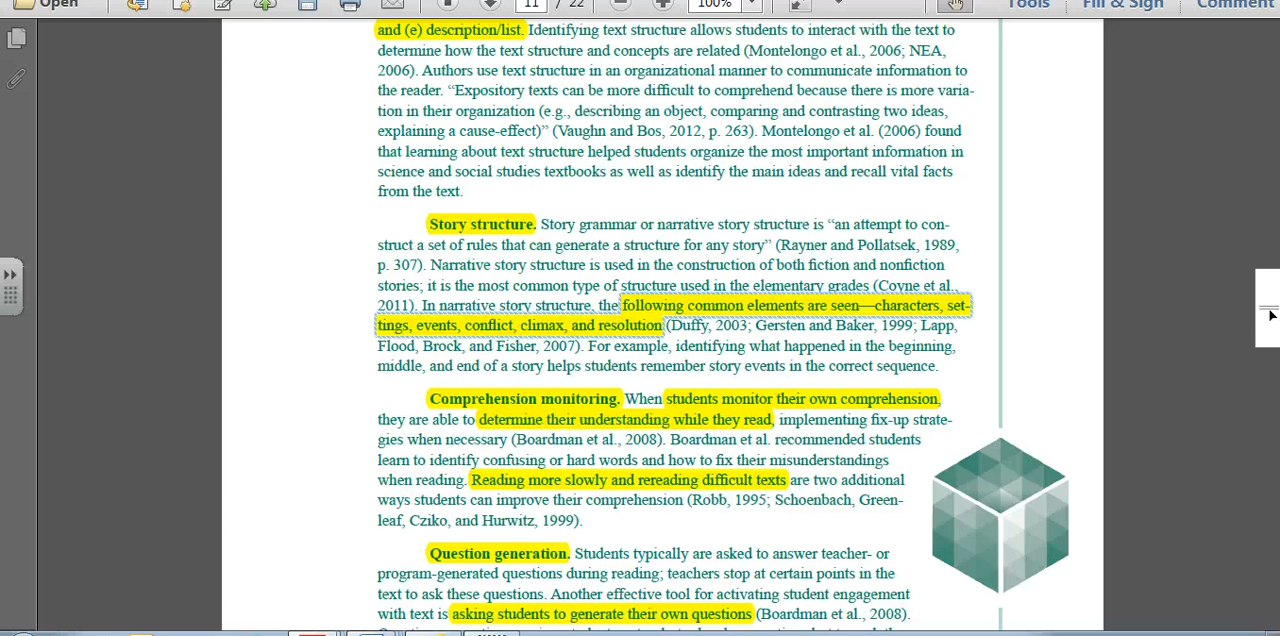 Open
11 / 22
100%
Tools
Fill & Sign
Comment
and (e) description/list. Identifying text structure allows students to interact with the text to
determine how the text structure and concepts are related (Montelongo et al., 2006; NEA,
2006). Authors use text structure in an organizational manner to communicate information to
the reader. “Expository texts can be more difficult to comprehend because there is more varia-
tion in their organization (e.g., describing an object, comparing and contrasting two ideas,
explaining a cause-effect)” (Vaughn and Bos, 2012, p. 263). Montelongo et al. (2006) found
that learning about text structure helped students organize the most important information in
science and social studies textbooks as well as identify the main ideas and recall vital facts
from the text.
Story structure. Story grammar or narrative story structure is “an attempt to con-
struct a set of rules that can generate a structure for any story” (Rayner and Pollatsek, 1989,
p. 307). Narrative story structure is used in the construction of both fiction and nonfiction
stories; it is the most common type of structure used in the elementary grades (Coyne et al.,
2011). In narrative story structure, the following common elements are seen—characters, set-
tings, events, conflict, climax, and resolution (Duffy, 2003; Gersten and Baker, 1999; Lapp,
Flood, Brock, and Fisher, 2007). For example, identifying what happened in the beginning,
middle, and end of a story helps students remember story events in the correct sequence.
Comprehension monitoring. When students monitor their own comprehension,
they are able to determine their understanding while they read, implementing fix-up strate-
gies when necessary (Boardman et al., 2008). Boardman et al. recommended students
learn to identify confusing or hard words and how to fix their misunderstandings
when reading. Reading more slowly and rereading difficult texts are two additional
ways students can improve their comprehension (Robb, 1995; Schoenbach, Green-
leaf, Cziko, and Hurwitz, 1999).
Question generation. Students typically are asked to answer teacher- or
program-generated questions during reading; teachers stop at certain points in the
text to ask these questions. Another effective tool for activating student engagement
with text is asking students to generate their own questions (Boardman et al., 2008).